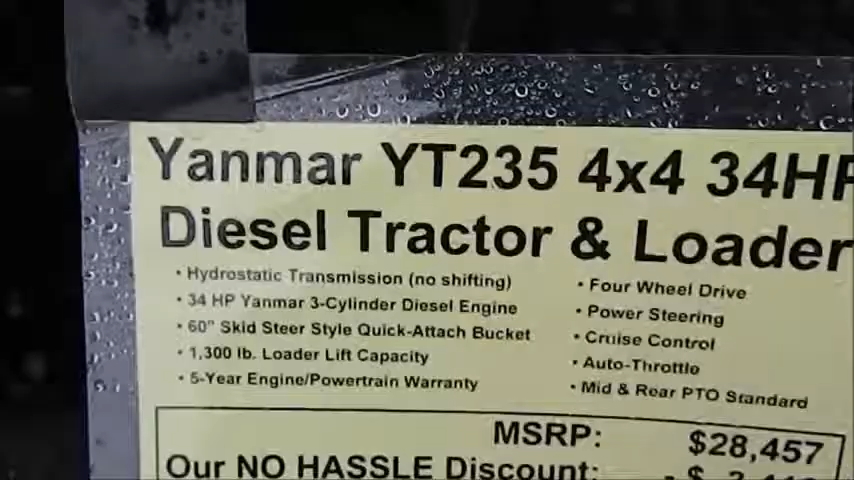 Yanmar YT235 4x4 34HP
Diesel Tractor & Loader
• Hydrostatic Transmission (no shifting)
• 34 HP Yanmar 3-Cylinder Diesel Engine
• 60" Skid Steer Style Quick-Attach Bucket
• 1,300 lb. Loader Lift Capacity
• 5-Year Engine/Powertrain Warranty
• Four Wheel Drive
• Power Steering
• Cruise Control
• Auto-Throttle
• Mid & Rear PTO Standard
MSRP: $28,457
Our NO HASSLE Discount: - $